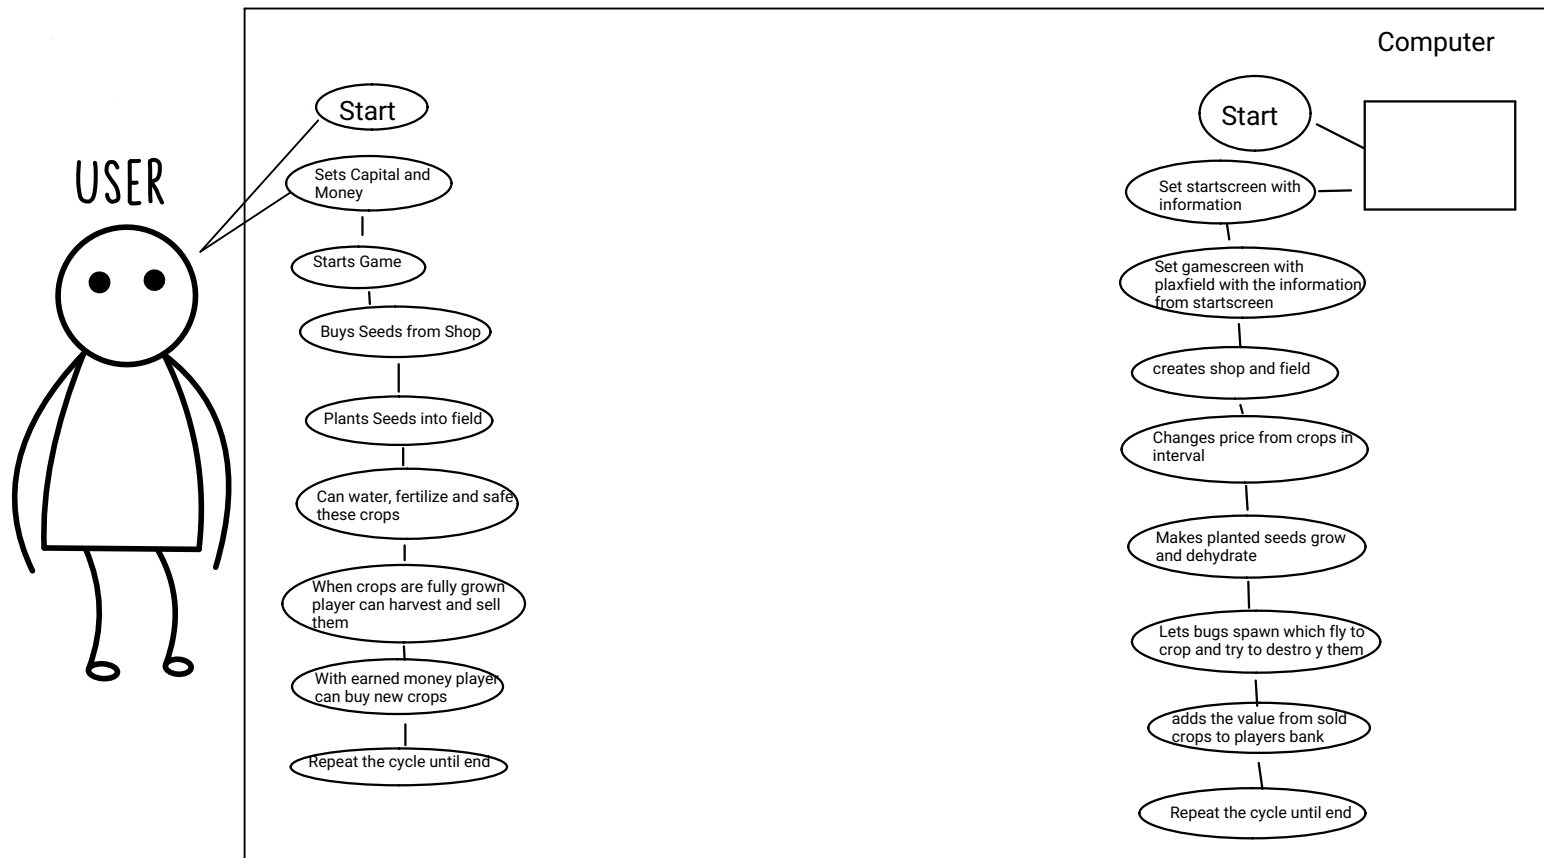 Computer
USER
Start
Sets Capital and
Money
Starts Game
Buys Seeds from Shop
Plants Seeds into field
Can water, fertilize and safe
these crops
When crops are fully grown
player can harvest and sell
them
With earned money player
can buy new crops
Repeat the cycle until end
Start
Set startscreen with
information
Set gamescreen with
plaxfield with the information
from startscreen
creates shop and field
Changes price from crops in
interval
Makes planted seeds grow
and dehydrate
Lets bugs spawn which fly to
crop and try to destro y them
adds the value from sold
crops to players bank
Repeat the cycle until end